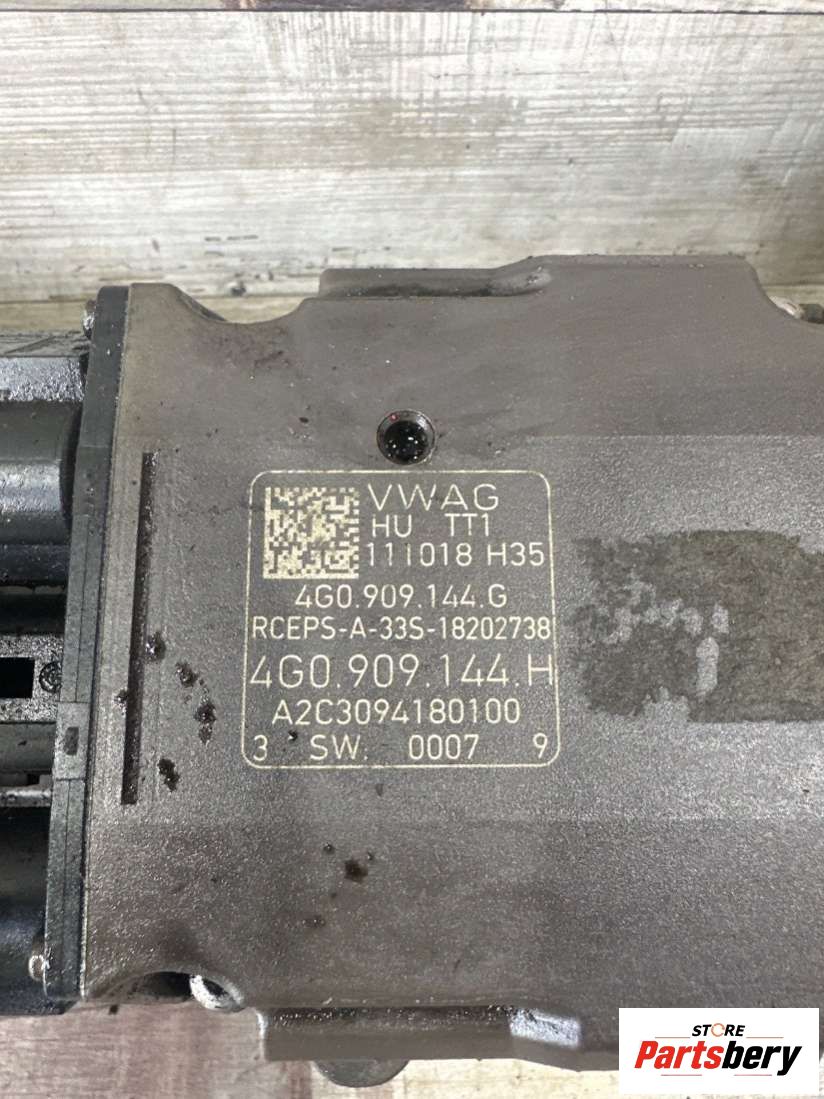 VWAG
HU TT1
111018 H35
4G0.909.144.G
RCEPS-A-33S-18202738
4G0.909.144.H
A2C3094180100
3 SW: 0007 9
STORE
Partsbery